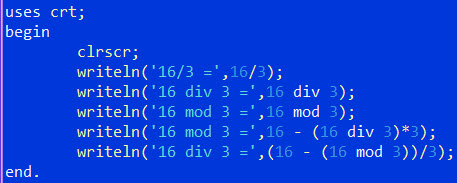 uses crt;
begin
clrscr;
writeln('16/3 =',16/3);
writeln('16 div 3 =',16 div 3);
writeln('16 mod 3 =',16 mod 3);
writeln('16 mod 3 =',16 - (16 div 3)*3);
writeln('16 div 3 =',(16 - (16 mod 3))/3);
end.